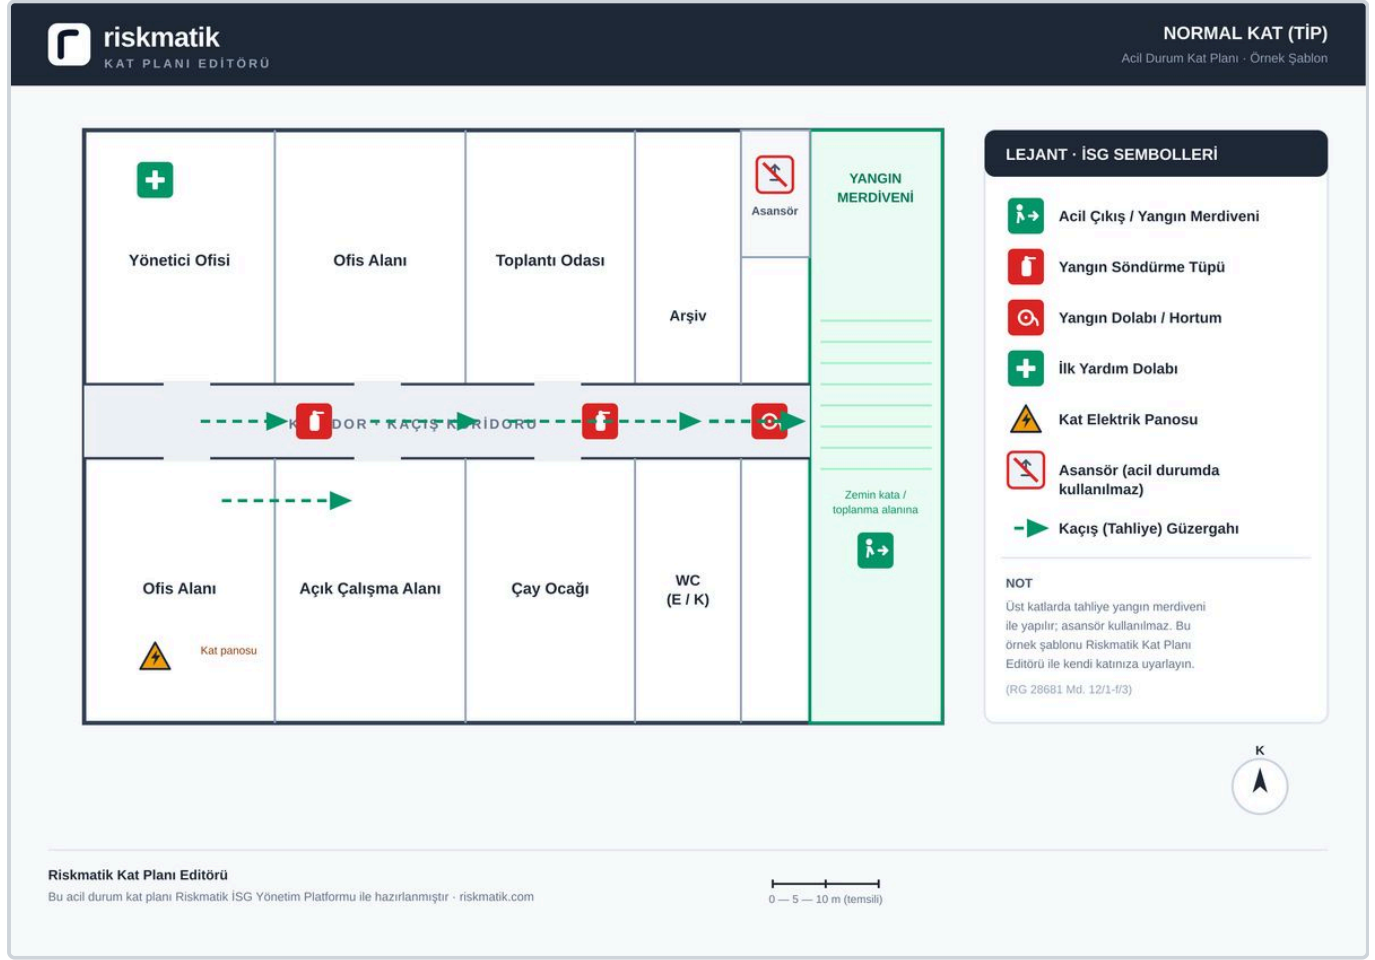 riskmatik
KAT PLANI EDİTÖRÜ
NORMAL KAT (TİP)
Acil Durum Kat Planı · Örnek Şablon
Yönetici Ofisi
Ofis Alanı
Toplantı Odası
Arşiv
Asansör
YANGIN
MERDİVENİ
KORİDOR · KAÇIŞ KORİDORU
Zemin kata /
toplanma alanına
Ofis Alanı
Açık Çalışma Alanı
Çay Ocağı
WC
(E / K)
Kat panosu
LEJANT · İSG SEMBOLLERİ
Acil Çıkış / Yangın Merdiveni
Yangın Söndürme Tüpü
Yangın Dolabı / Hortum
İlk Yardım Dolabı
Kat Elektrik Panosu
Asansör (acil durumda
kullanılmaz)
Kaçış (Tahliye) Güzergahı
NOT
Üst katlarda tahliye yangın merdiveni
ile yapılır; asansör kullanılmaz. Bu
örnek şablonu Riskmatik Kat Planı
Editörü ile kendi katınıza uyarlayın.
(RG 28681 Md. 12/1-f/3)
K
Riskmatik Kat Planı Editörü
Bu acil durum kat planı Riskmatik İSG Yönetim Platformu ile hazırlanmıştır · riskmatik.com
0 — 5 — 10 m (temsili)